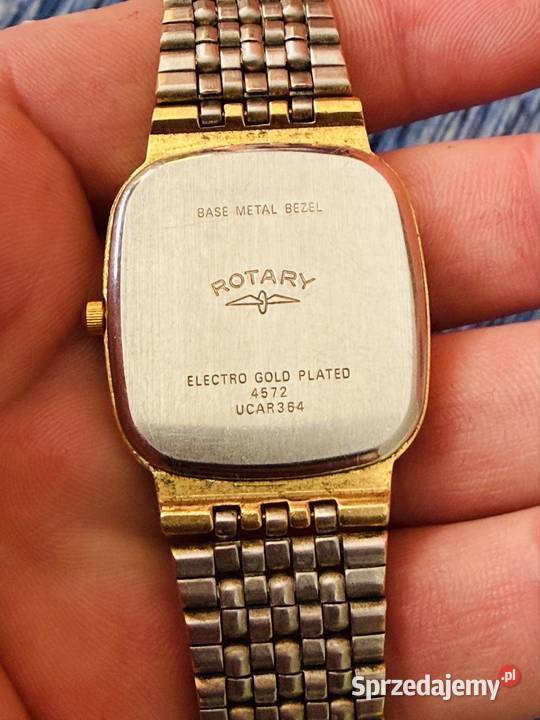 BASE METAL BEZEL
ROTARY
ELECTRO GOLD PLATED
4572
UCAR364
Sprzedajemy.pl